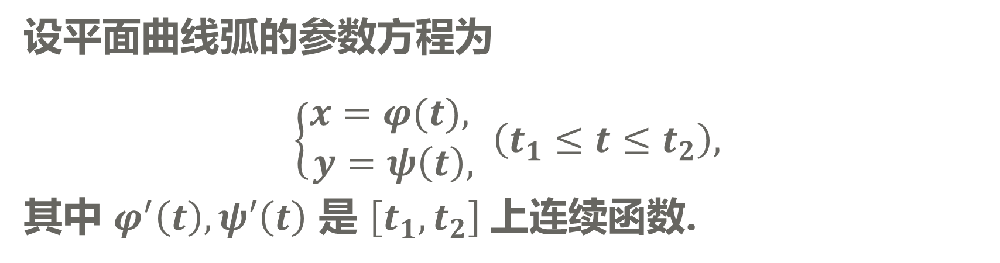 设平面曲线弧的参数方程为
{x = φ(t),
y = ψ(t), (t₁ ≤ t ≤ t₂),
其中 φ′(t), ψ′(t) 是 [t₁, t₂] 上连续函数.